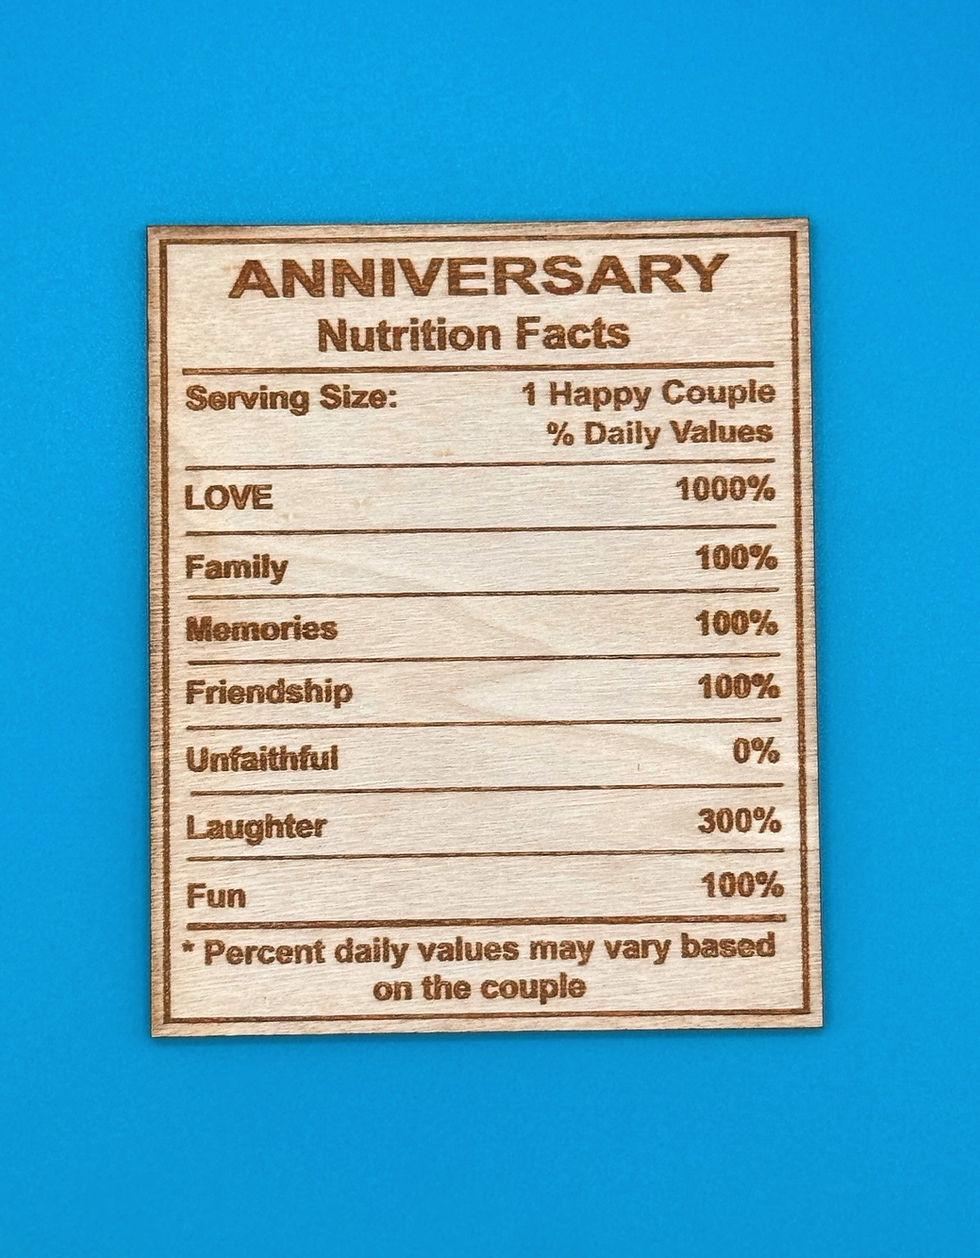 ANNIVERSARY
Nutrition Facts
Serving Size: 1 Happy Couple
% Daily Values
LOVE 1000%
Family 100%
Memories 100%
Friendship 100%
Unfaithful 0%
Laughter 300%
Fun 100%
* Percent daily values may vary based
on the couple